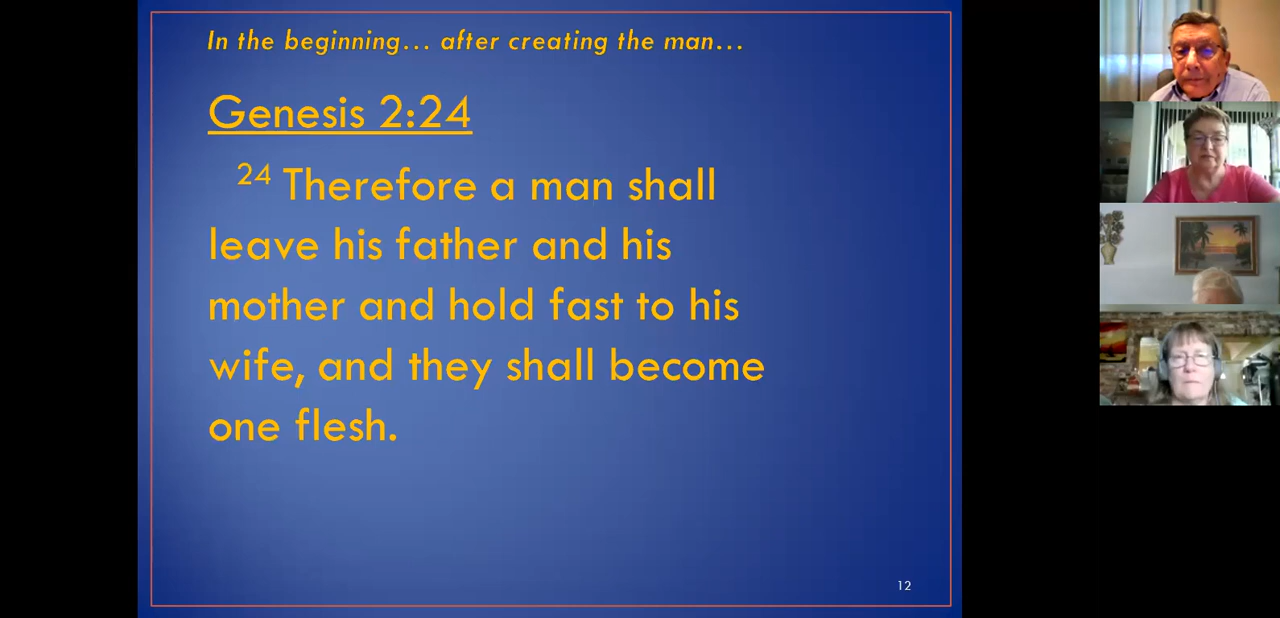 In the beginning... after creating the man...
Genesis 2:24
24 Therefore a man shall
leave his father and his
mother and hold fast to his
wife, and they shall become
one flesh.
12